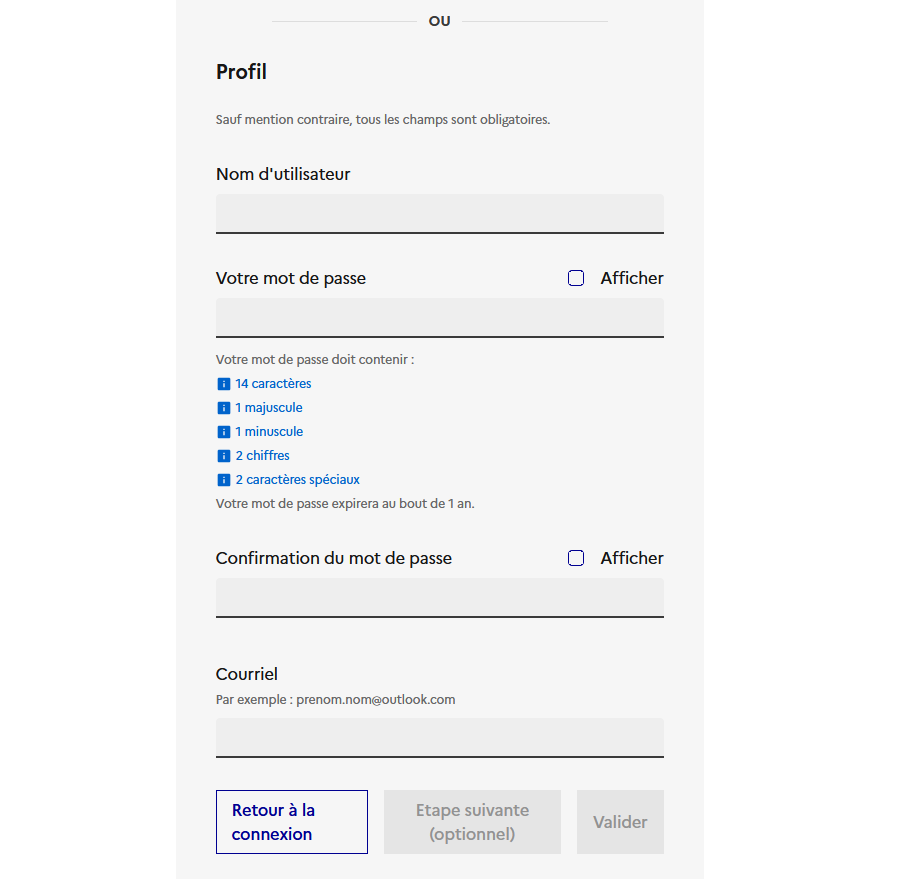 OU
Profil
Sauf mention contraire, tous les champs sont obligatoires.
Nom d'utilisateur
Votre mot de passe
Afficher
Votre mot de passe doit contenir :
14 caractères
1 majuscule
1 minuscule
2 chiffres
2 caractères spéciaux
Votre mot de passe expirera au bout de 1 an.
Confirmation du mot de passe
Afficher
Courriel
Par exemple : prenom.nom@outlook.com
Retour à la
connexion
Etape suivante
(optionnel)
Valider